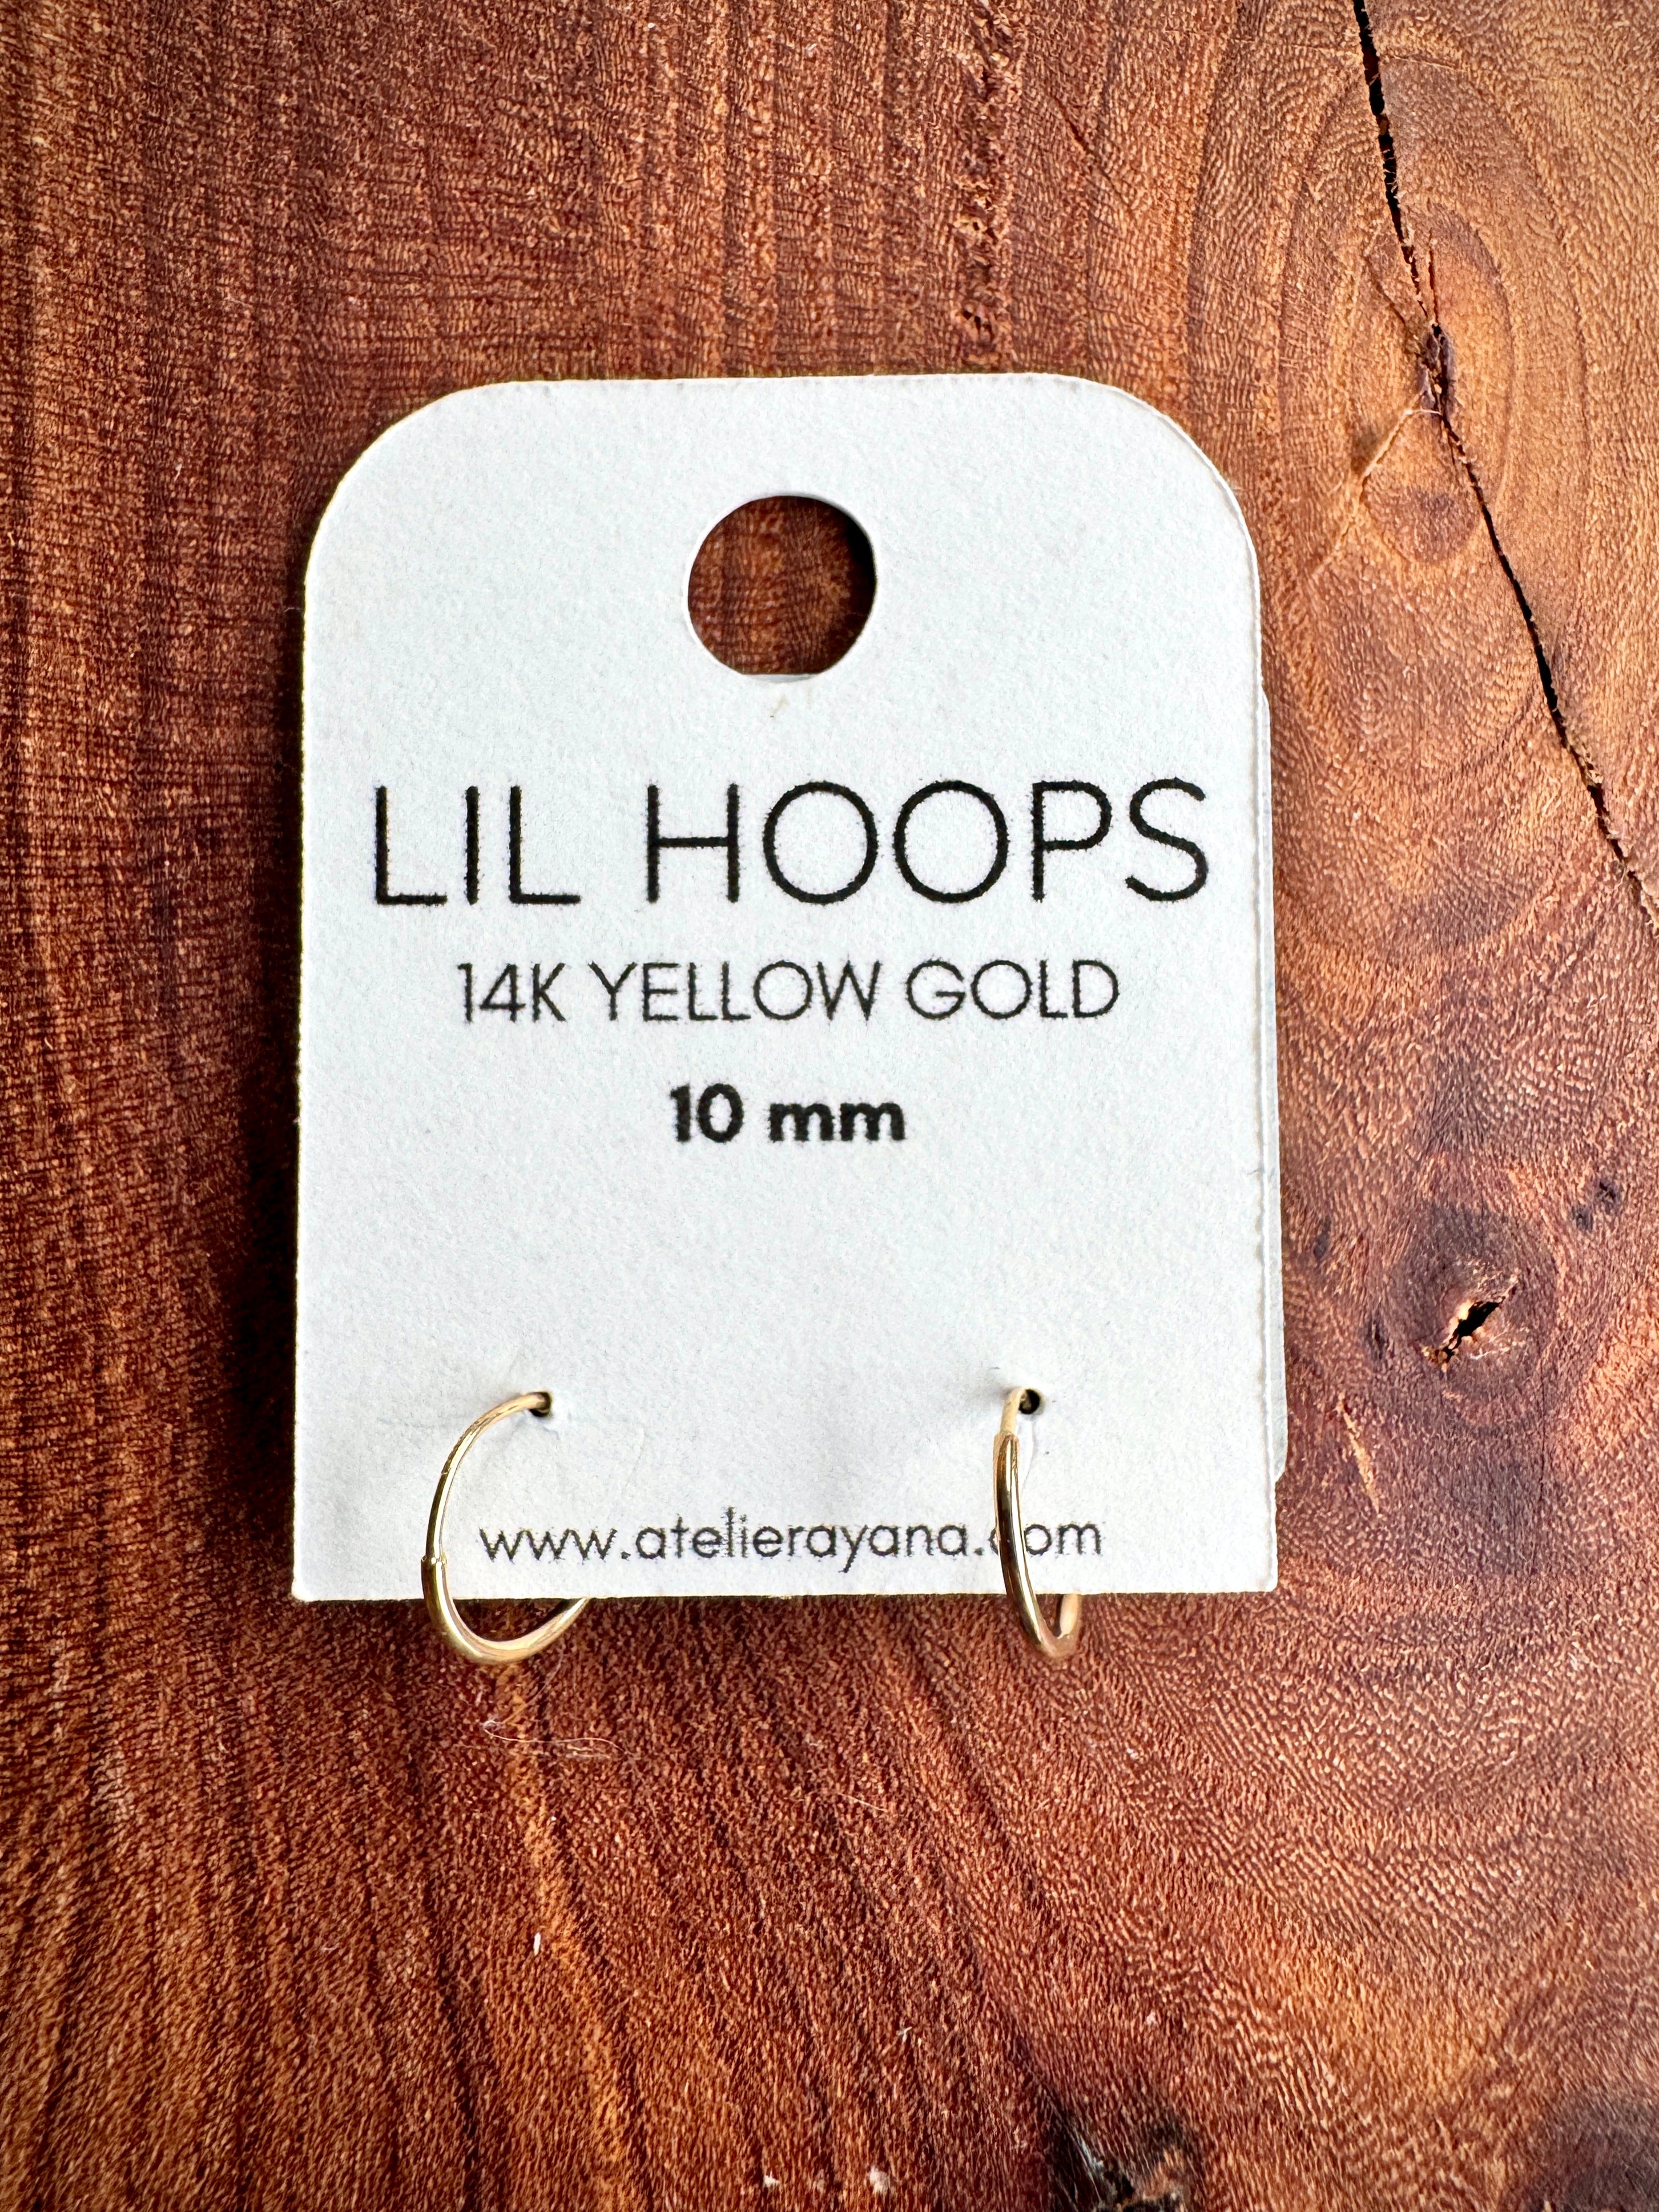 LIL HOOPS
14K YELLOW GOLD
10 mm
www.atelierayana.com